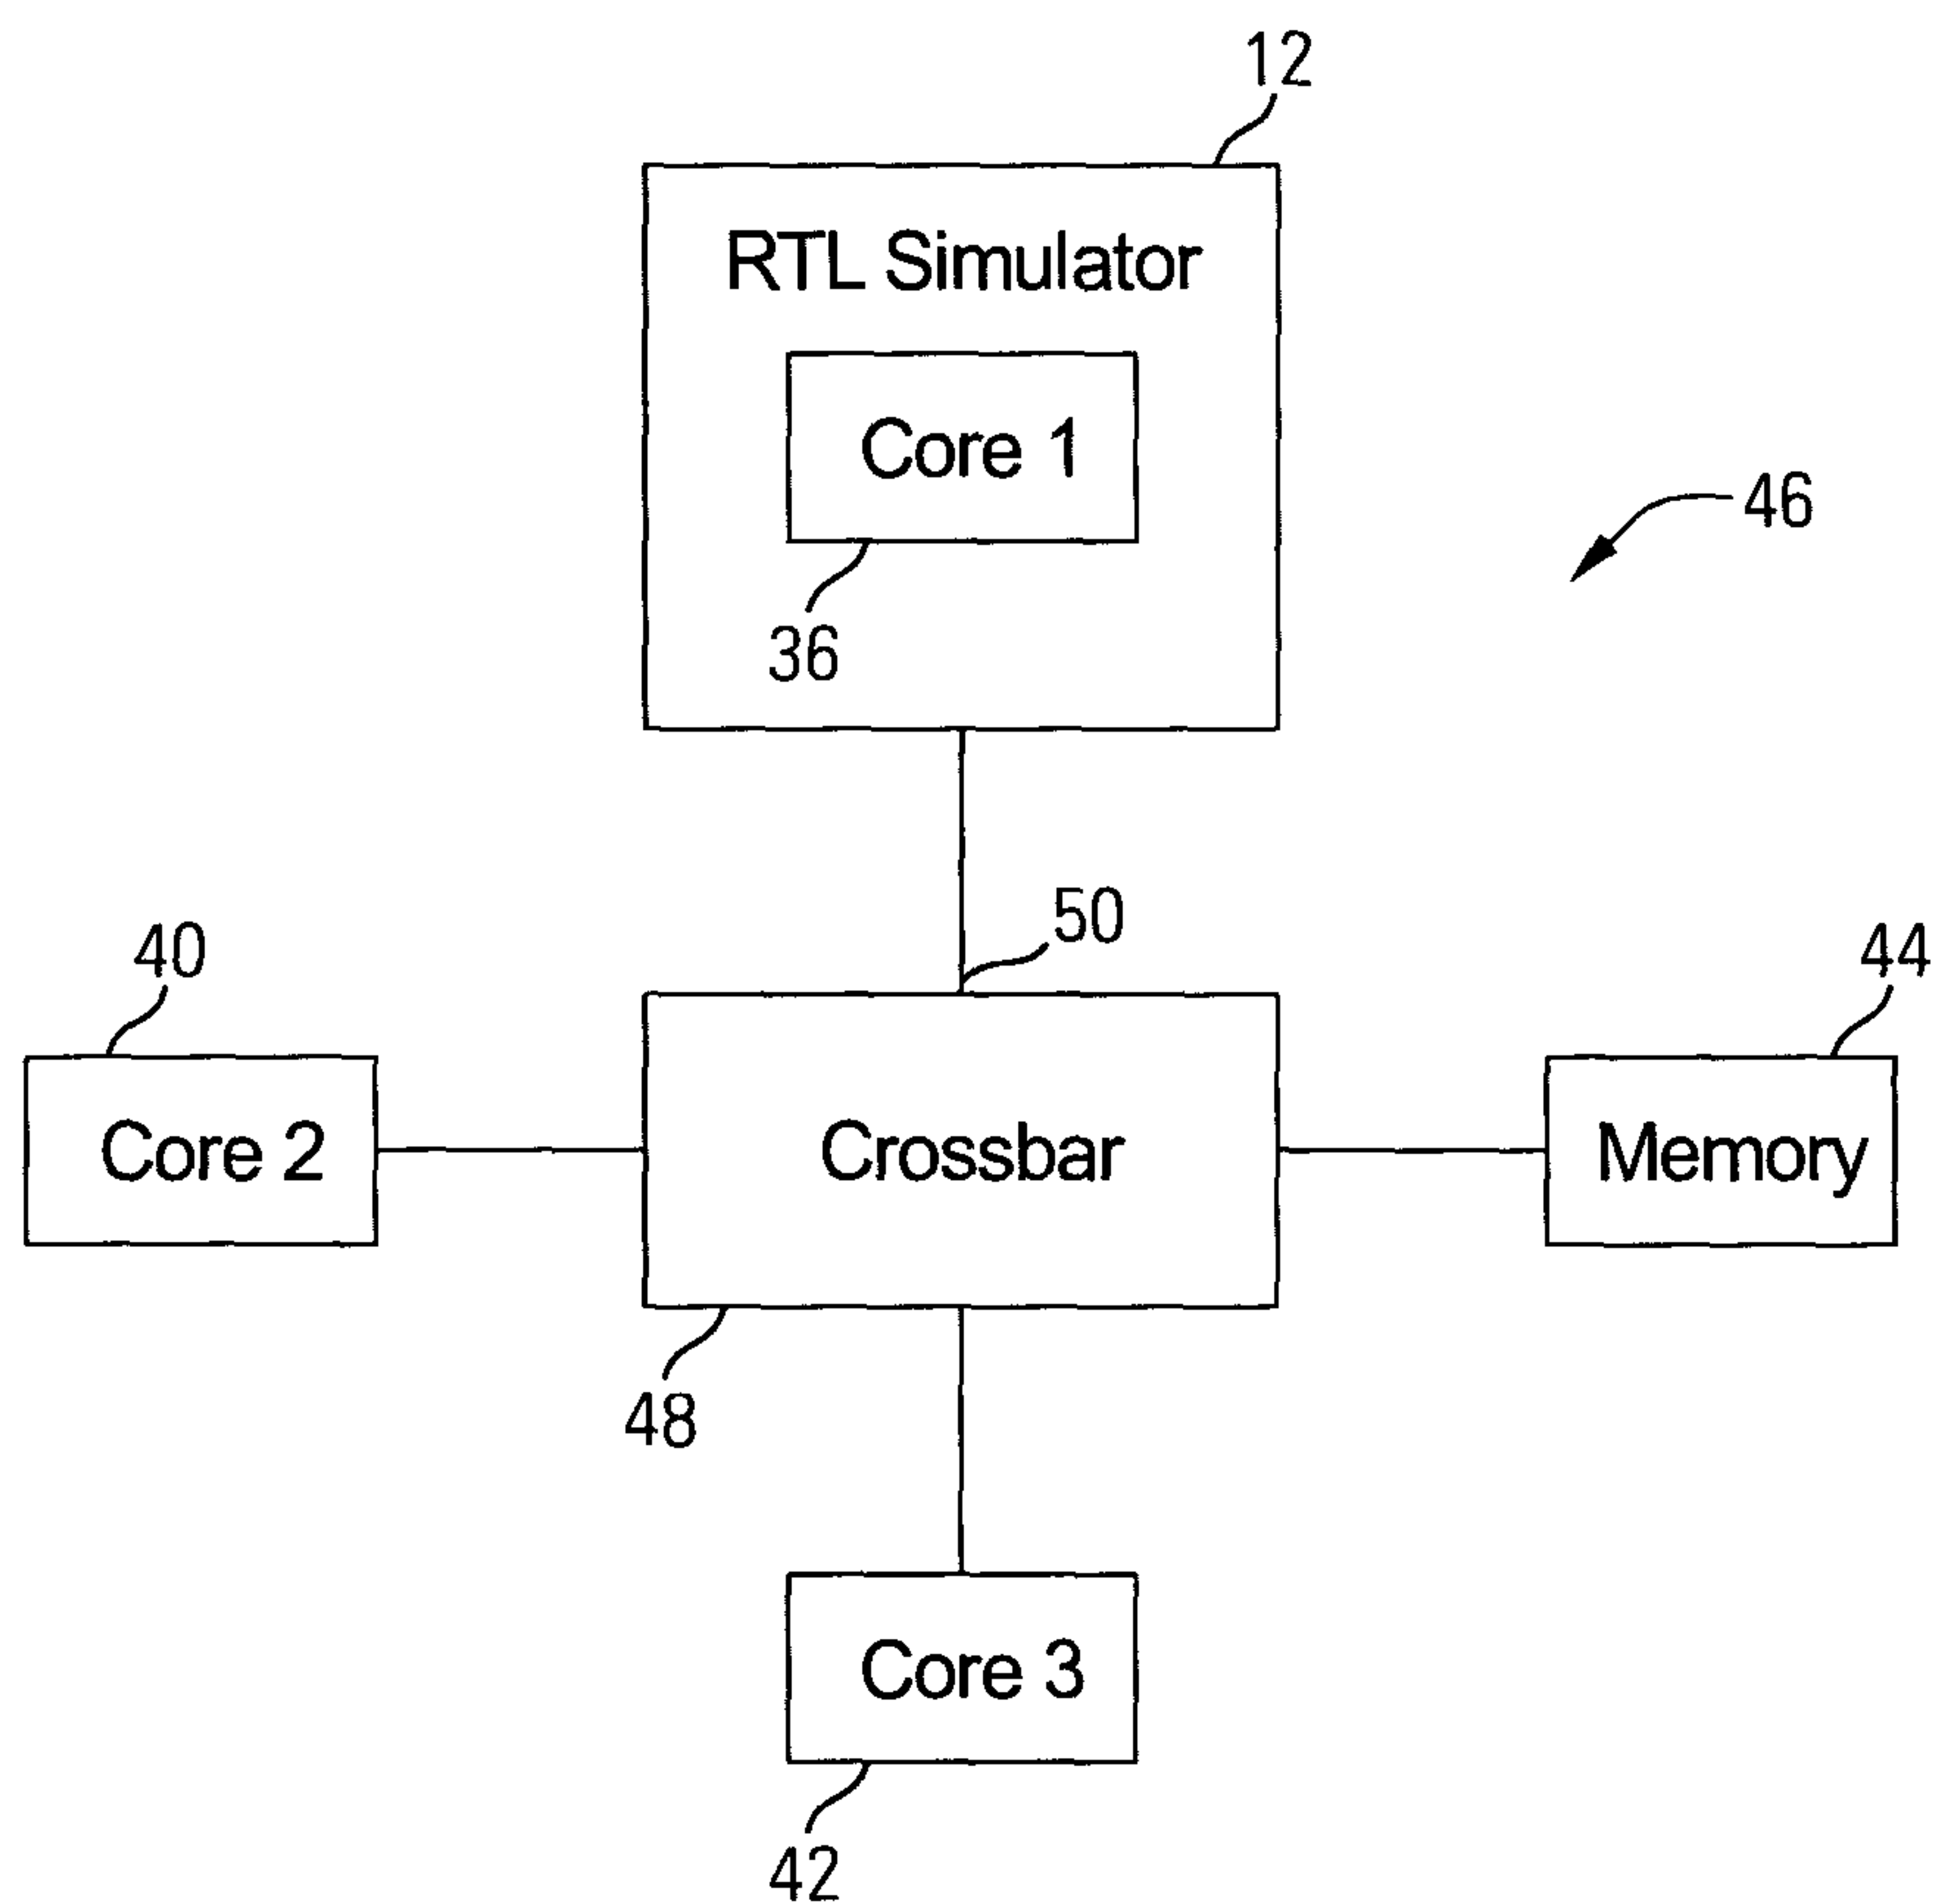 12
RTL Simulator
Core 1
46
36
50
40
44
Core 2
Crossbar
Memory
48
Core 3
42